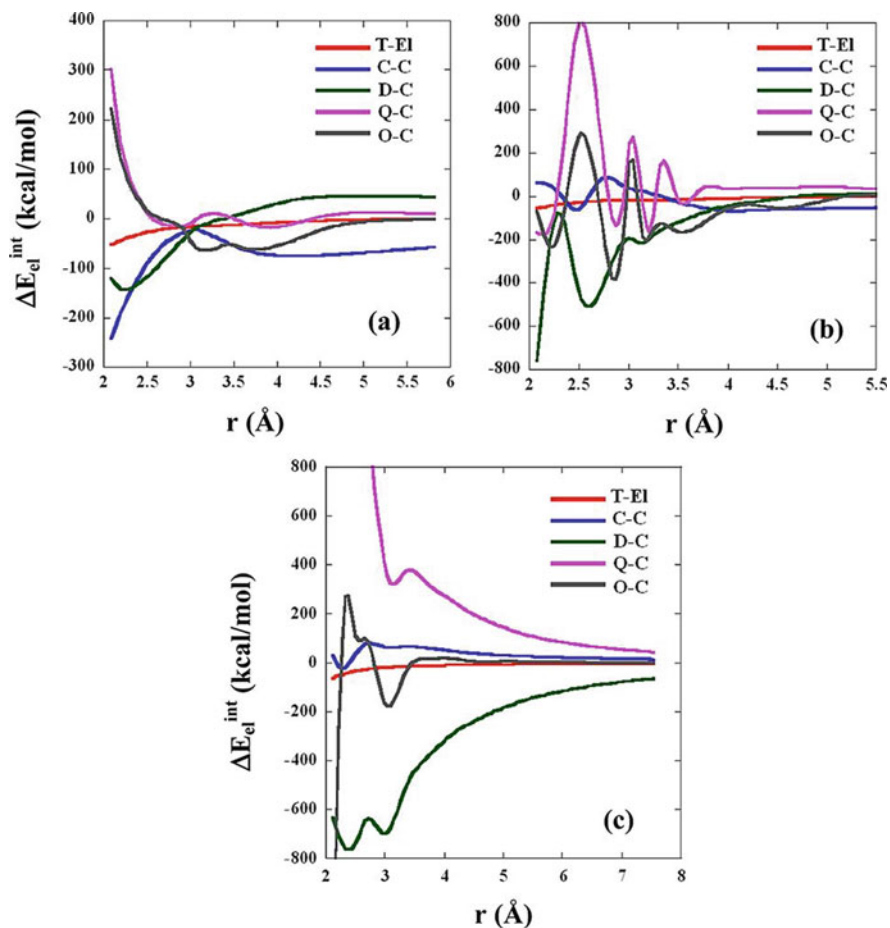 400
300
200
100
0
-100
-200
-300
2 2.5 3 3.5 4 4.5 5 5.5 6
ΔE_el^int (kcal/mol)
r (Å)
T-El
C-C
D-C
Q-C
O-C
(a)
800
600
400
200
0
-200
-400
-600
-800
2 2.5 3 3.5 4 4.5 5 5.5
r (Å)
T-El
C-C
D-C
Q-C
O-C
(b)
800
600
400
200
0
-200
-400
-600
-800
2 3 4 5 6 7 8
ΔE_el^int (kcal/mol)
r (Å)
T-El
C-C
D-C
Q-C
O-C
(c)